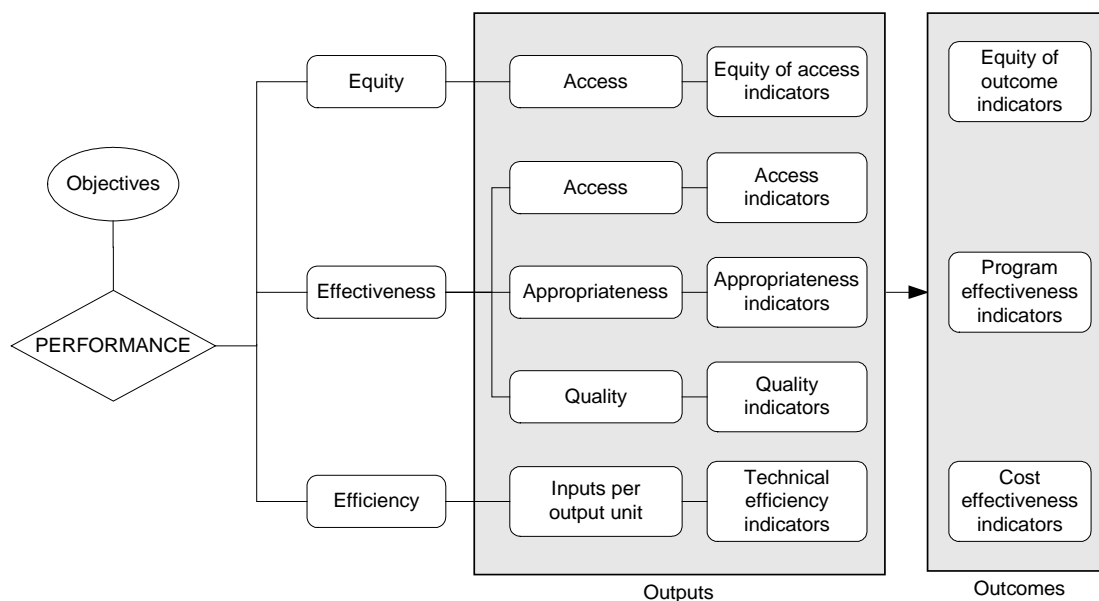 Objectives
PERFORMANCE
Equity
Effectiveness
Efficiency
Access
Equity of access
indicators
Access
Access
indicators
Appropriateness
Appropriateness
indicators
Quality
Quality
indicators
Inputs per
output unit
Technical
efficiency
indicators
Outputs
Equity of
outcome
indicators
Program
effectiveness
indicators
Cost
effectiveness
indicators
Outcomes